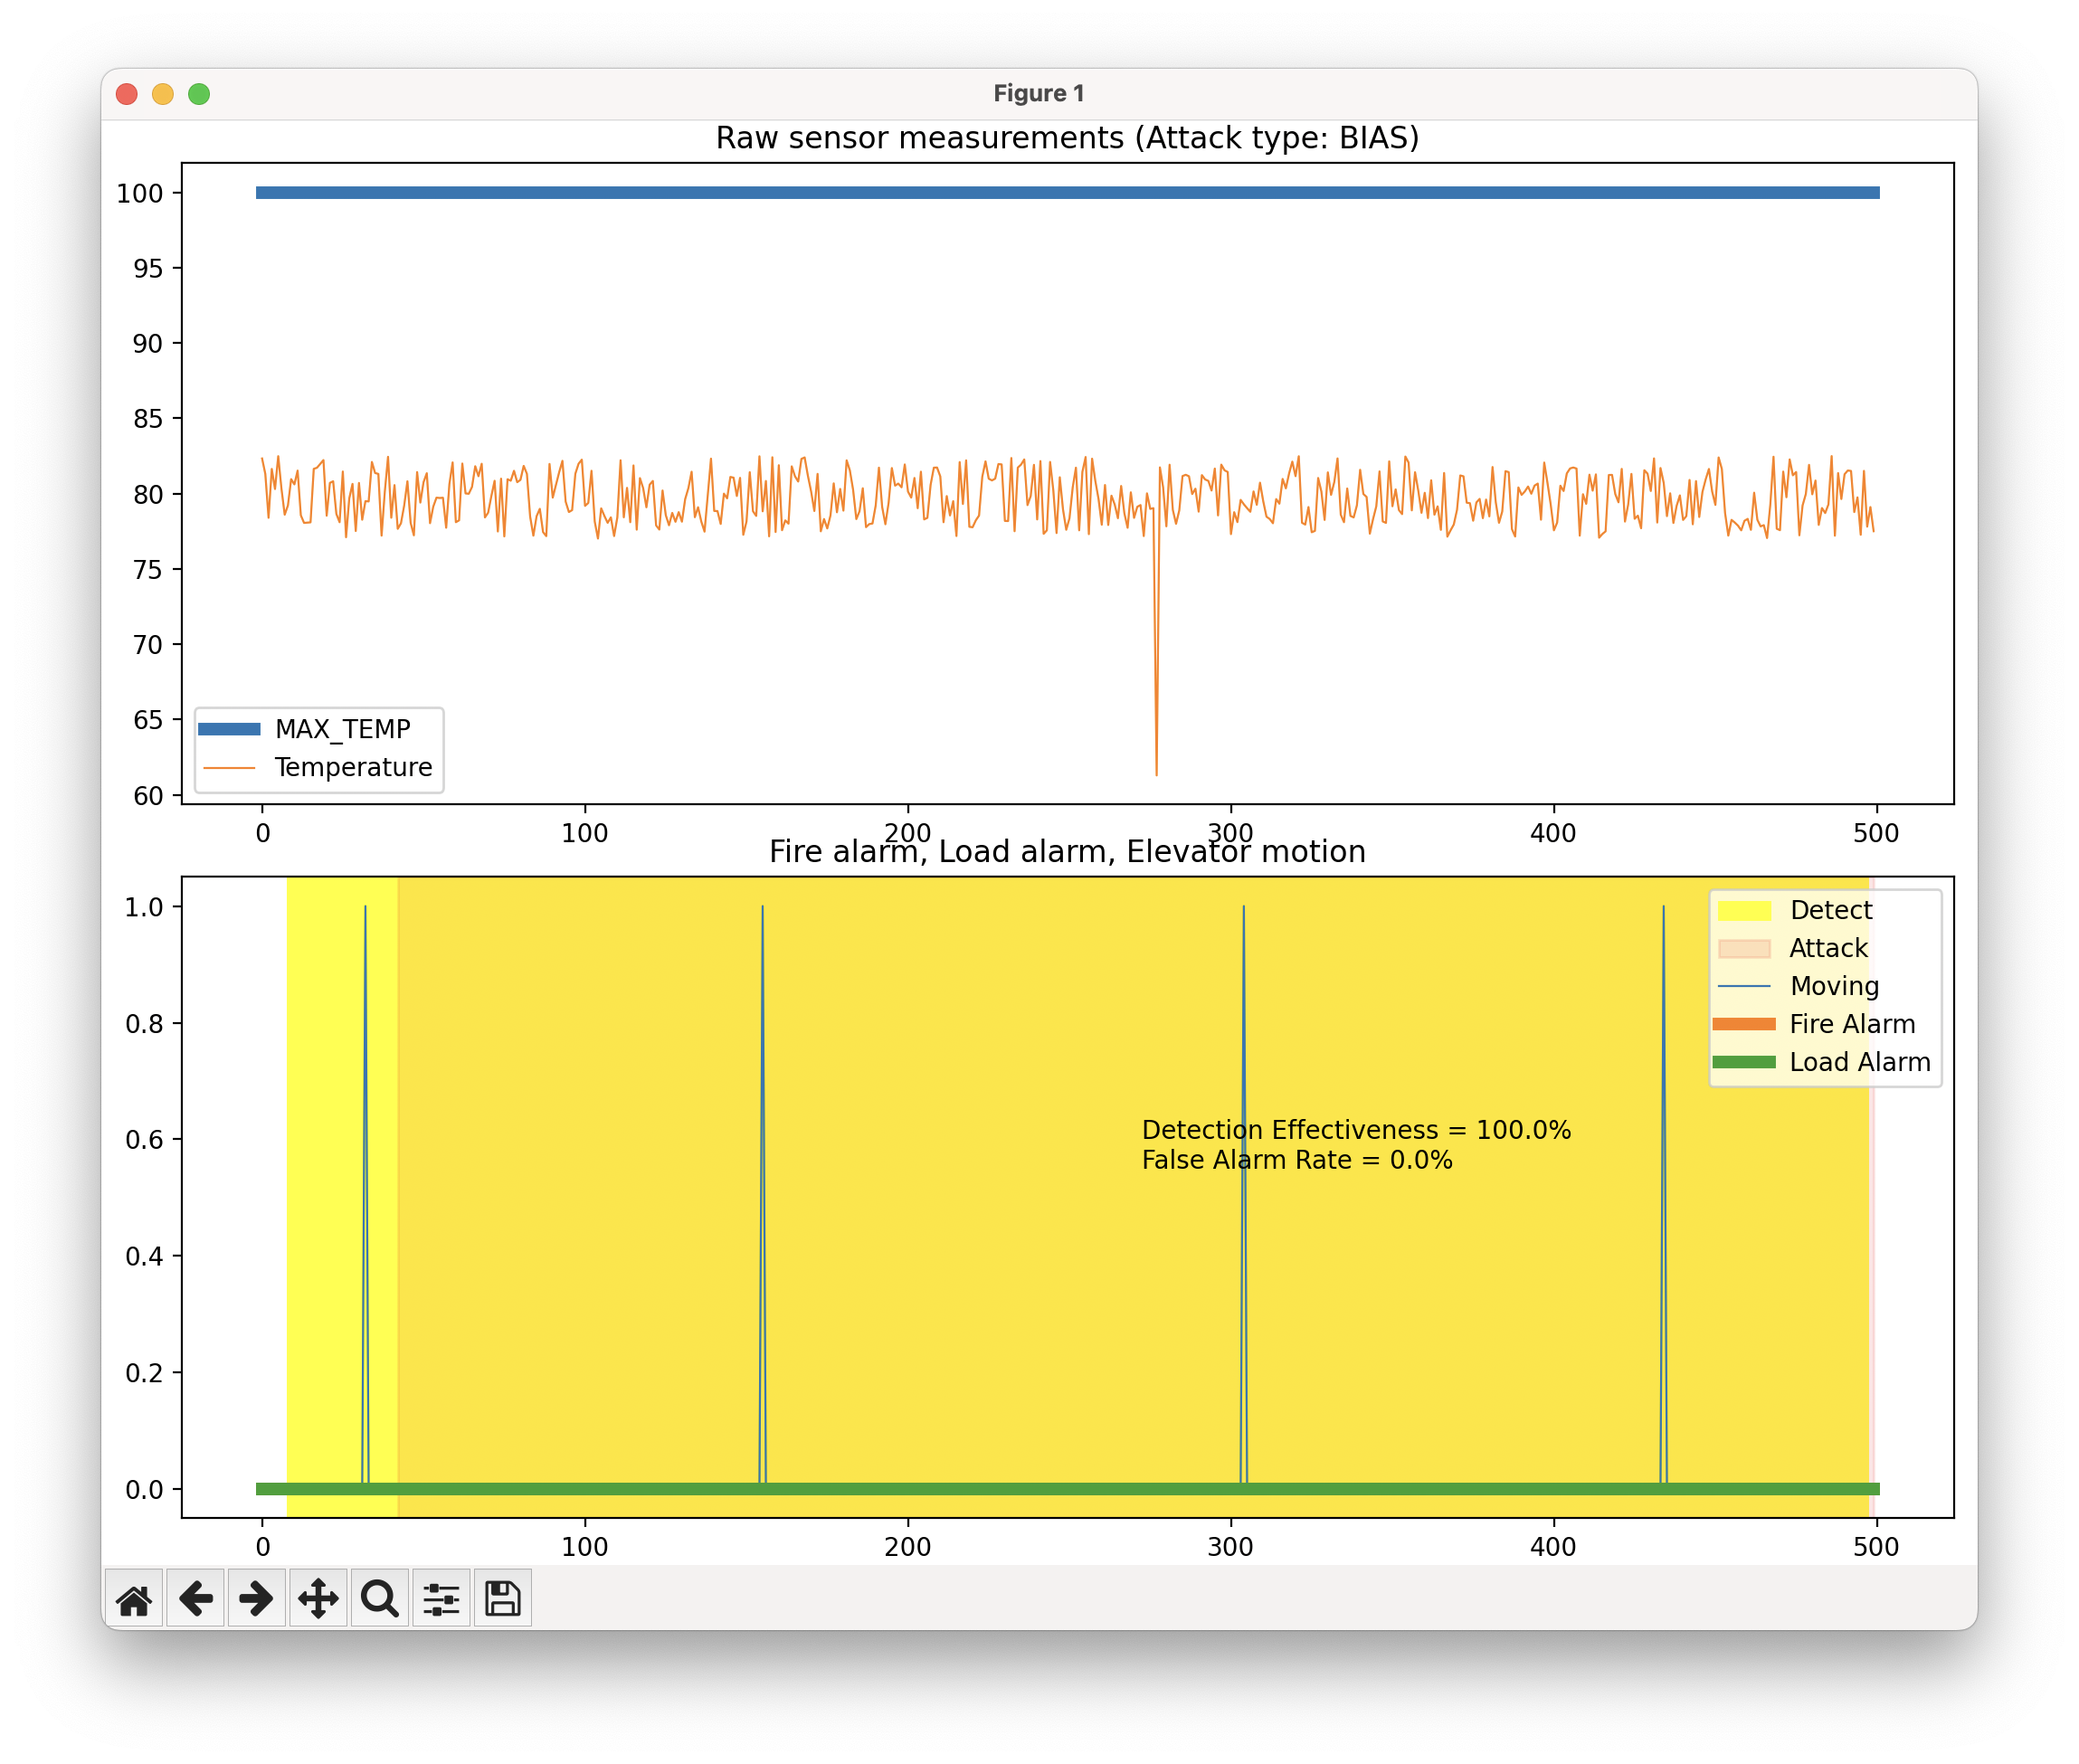 Figure 1
Raw sensor measurements (Attack type: BIAS)
100
95
90
85
80
75
70
65
60
MAX_TEMP
Temperature
0 100 200 300 400 500
Fire alarm, Load alarm, Elevator motion
1.0
0.8
0.6
0.4
0.2
0.0
Detect
Attack
Moving
Fire Alarm
Load Alarm
Detection Effectiveness = 100.0%
False Alarm Rate = 0.0%
0 100 200 300 400 500